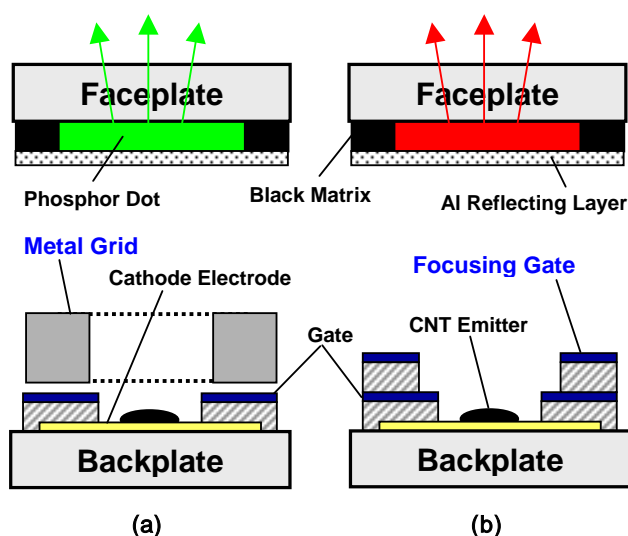 Faceplate
Faceplate
Phosphor Dot
Black Matrix
Al Reflecting Layer
Metal Grid
Cathode Electrode
Focusing Gate
CNT Emitter
Gate
Backplate
Backplate
(a)
(b)